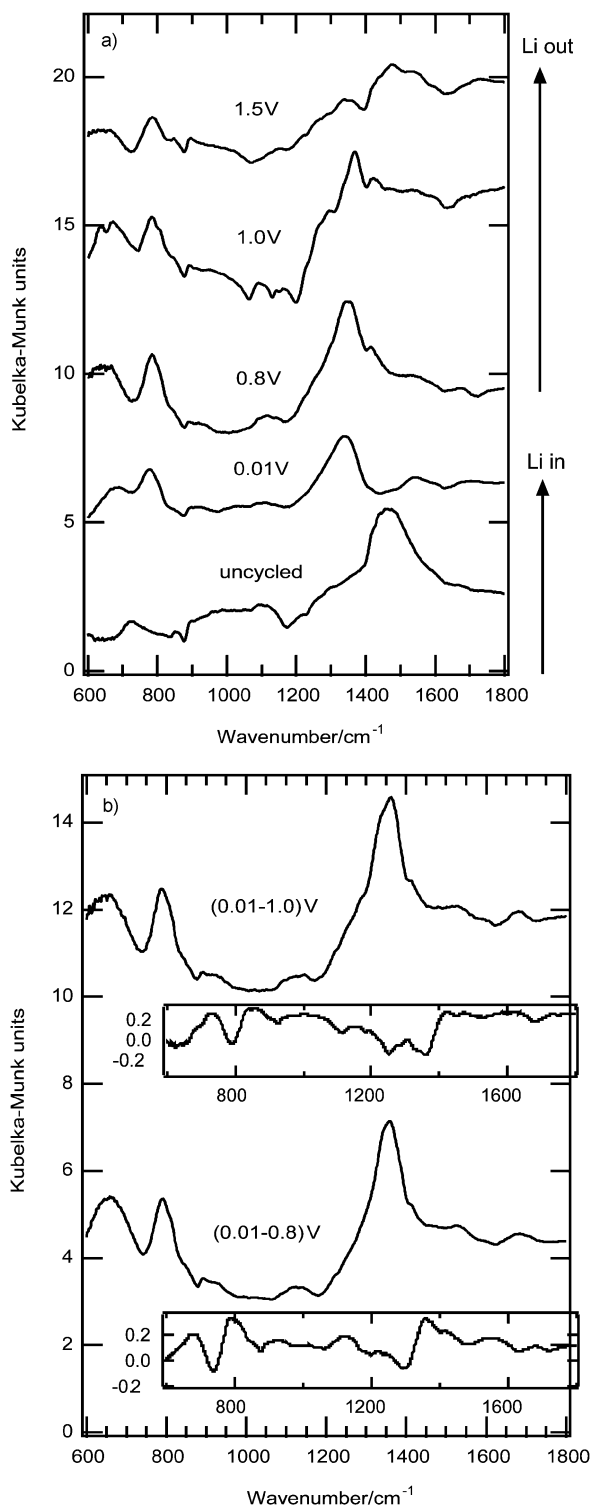 a)
Li out
20
1.5V
15
1.0V
Kubelka-Munk units
10
0.8V
Li in
0.01V
5
uncycled
0
600 800 1000 1200 1400 1600 1800
Wavenumber/cm-1
b)
14
(0.01-1.0)V
12
10
0.2
0.0
-0.2
800 1200 1600
Kubelka-Munk units
8
6
(0.01-0.8)V
4
2
0.2
0.0
-0.2
800 1200 1600
0
600 800 1000 1200 1400 1600 1800
Wavenumber/cm-1